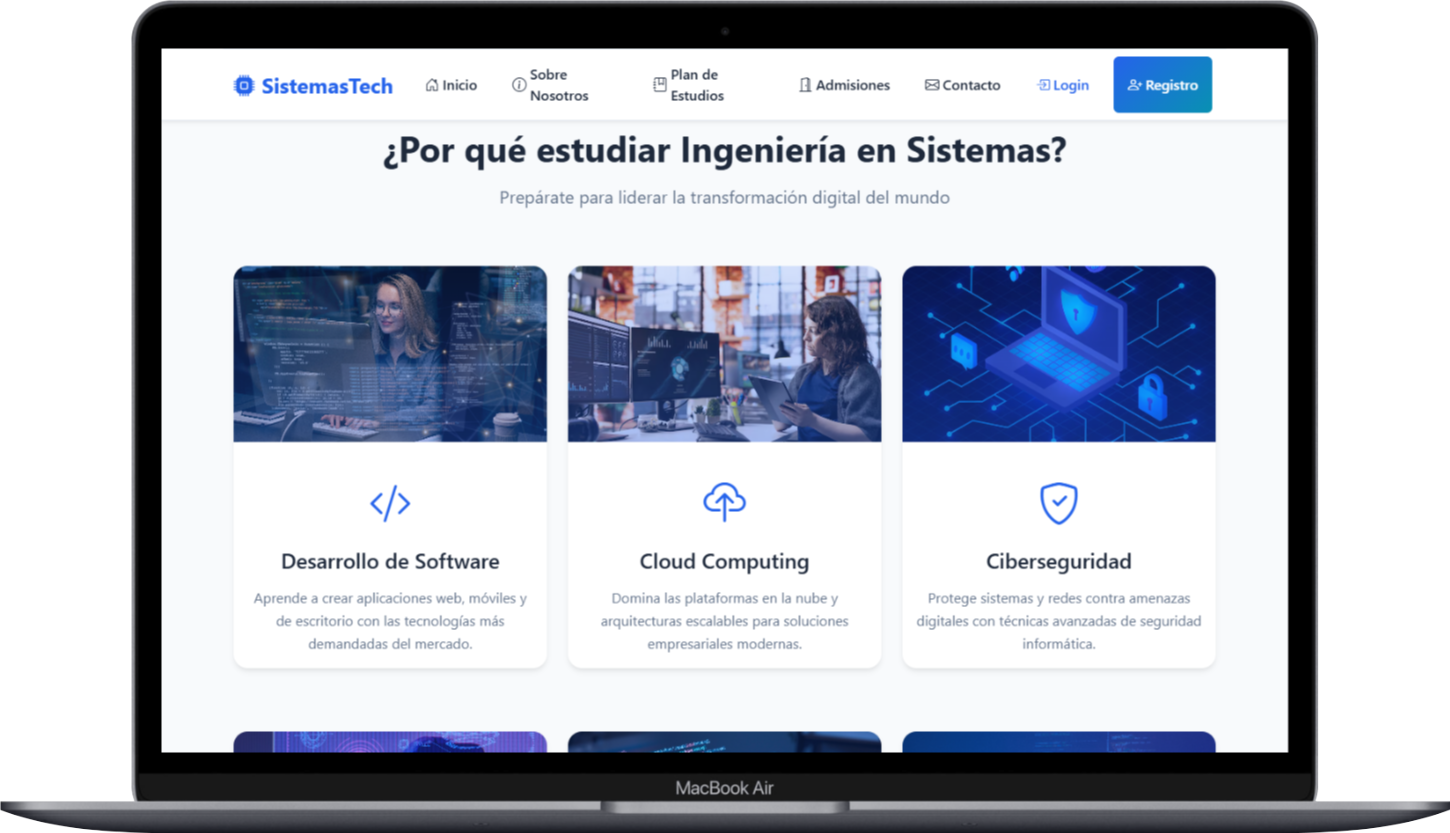 SistemasTech
Inicio
Sobre
Nosotros
Plan de
Estudios
Admisiones
Contacto
Login
Registro
¿Por qué estudiar Ingeniería en Sistemas?
Prepárate para liderar la transformación digital del mundo
Desarrollo de Software
Aprende a crear aplicaciones web, móviles y
de escritorio con las tecnologías más
demandadas del mercado.
Cloud Computing
Domina las plataformas en la nube y
arquitecturas escalables para soluciones
empresariales modernas.
Ciberseguridad
Protege sistemas y redes contra amenazas
digitales con técnicas avanzadas de seguridad
informática.
MacBook Air